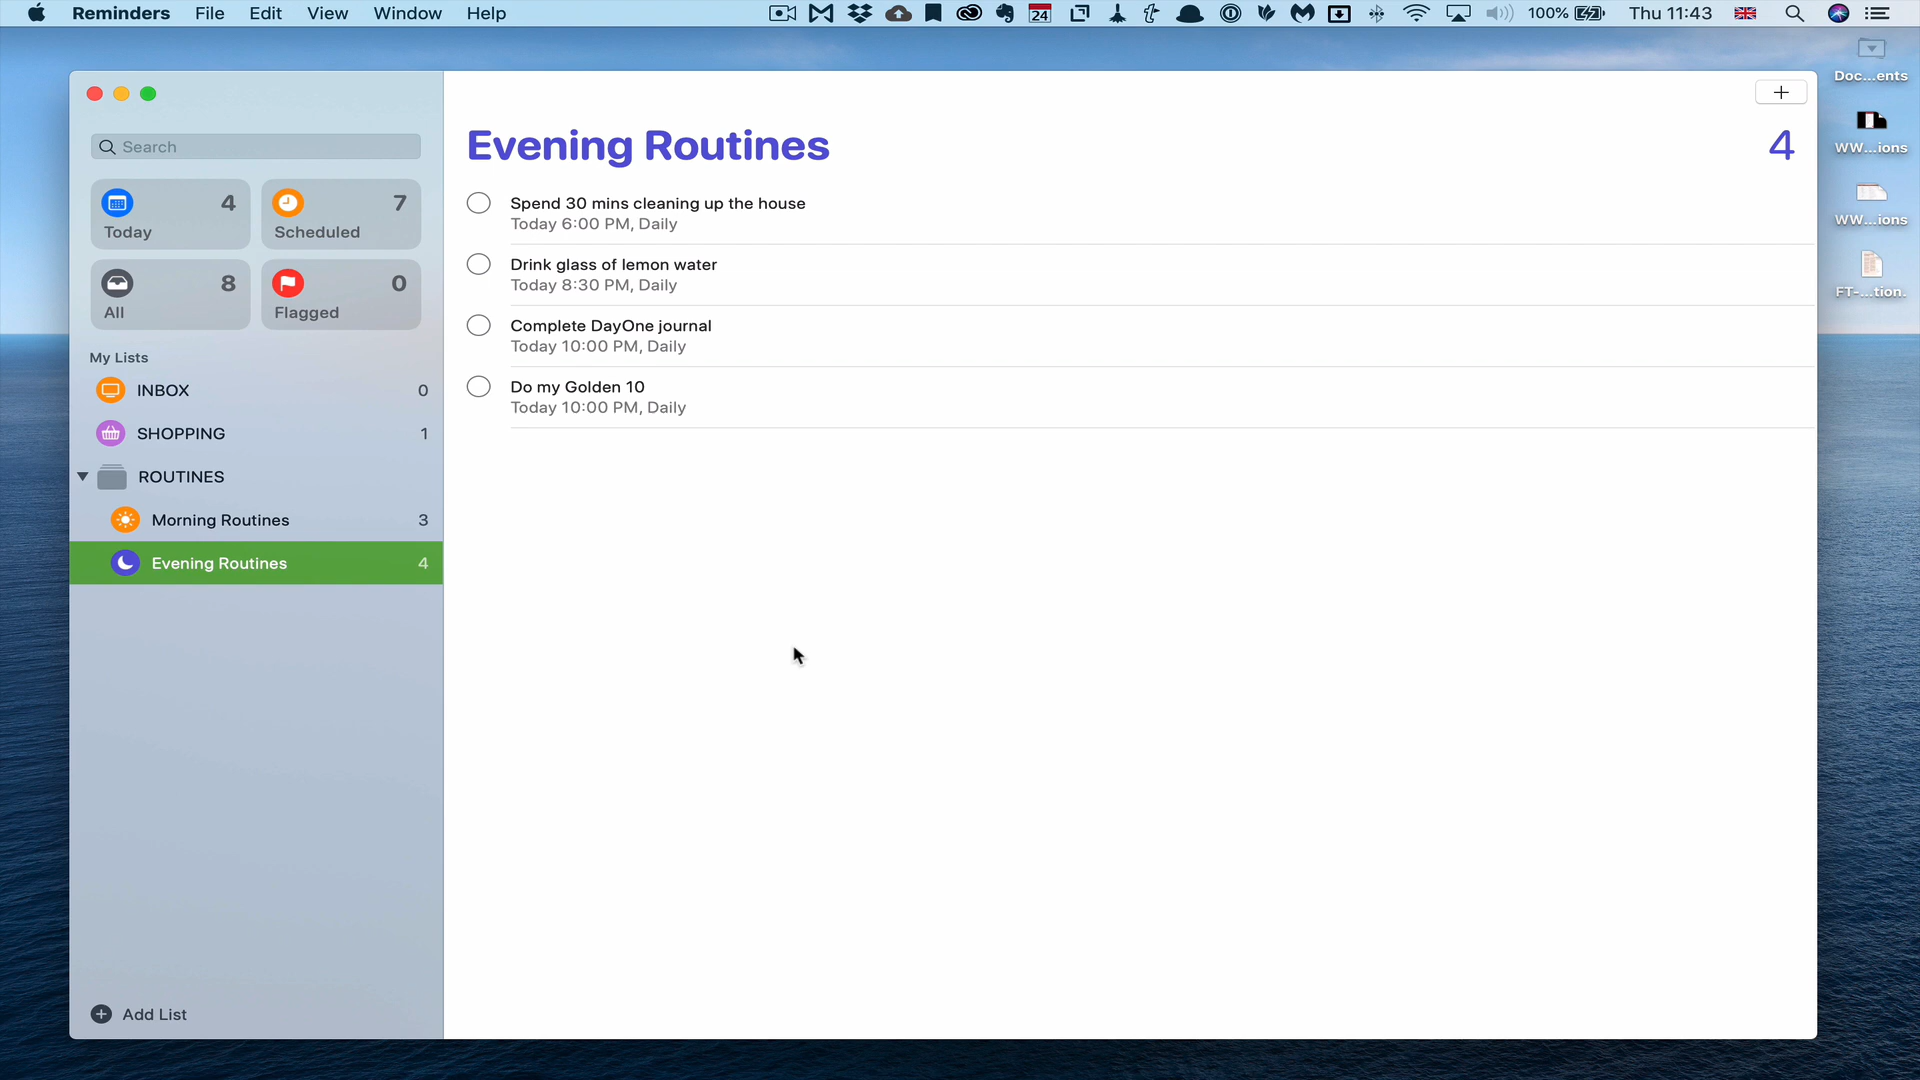 Reminders File Edit View Window Help
24 100% Thu 11:43
Doc...ents
WW...ions
WW...ions
FT-...tion.
Search
4
Today
7
Scheduled
8
All
0
Flagged
My Lists
INBOX 0
SHOPPING 1
ROUTINES
Morning Routines 3
Evening Routines 4
Add List
Evening Routines 4
Spend 30 mins cleaning up the house
Today 6:00 PM, Daily
Drink glass of lemon water
Today 8:30 PM, Daily
Complete DayOne journal
Today 10:00 PM, Daily
Do my Golden 10
Today 10:00 PM, Daily